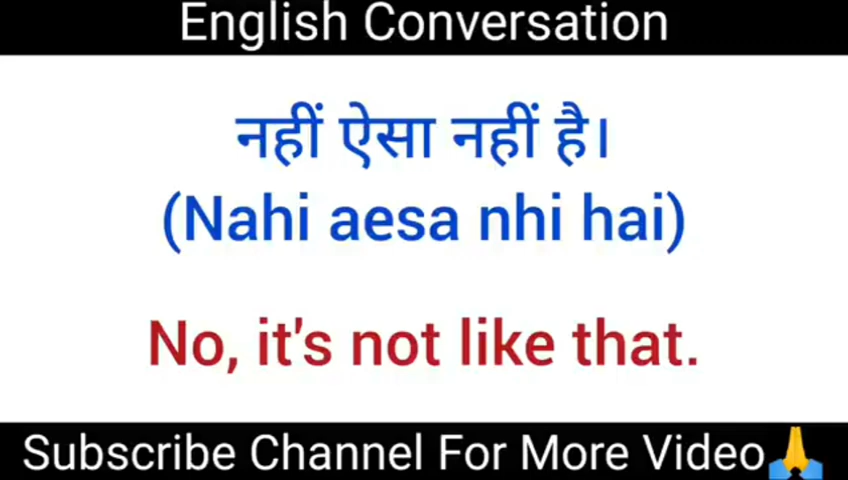 English Conversation
नहीं ऐसा नहीं है।
(Nahi aesa nhi hai)
No, it's not like that.
Subscribe Channel For More Video🙏